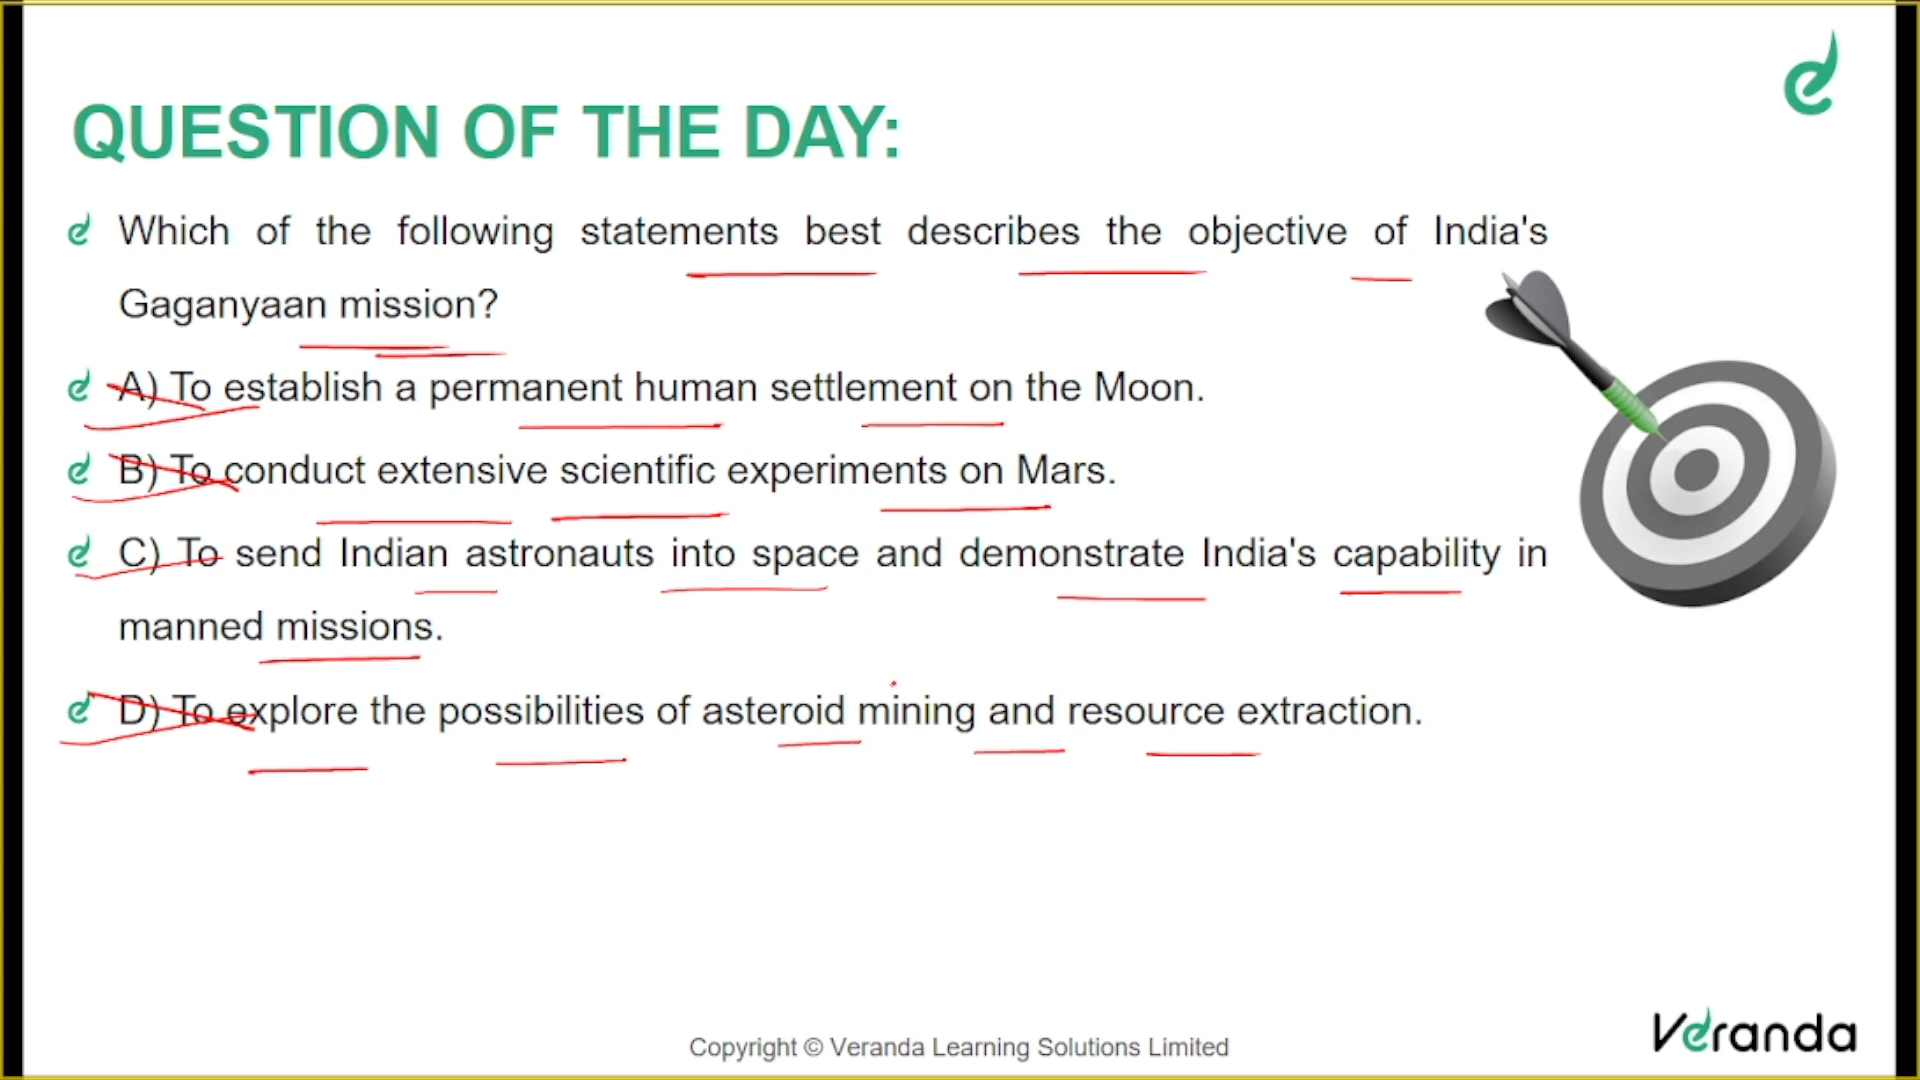 QUESTION OF THE DAY:
Which of the following statements best describes the objective of India's
Gaganyaan mission?
A) To establish a permanent human settlement on the Moon.
B) To conduct extensive scientific experiments on Mars.
C) To send Indian astronauts into space and demonstrate India's capability in
manned missions.
D) To explore the possibilities of asteroid mining and resource extraction.
Veranda
Copyright © Veranda Learning Solutions Limited